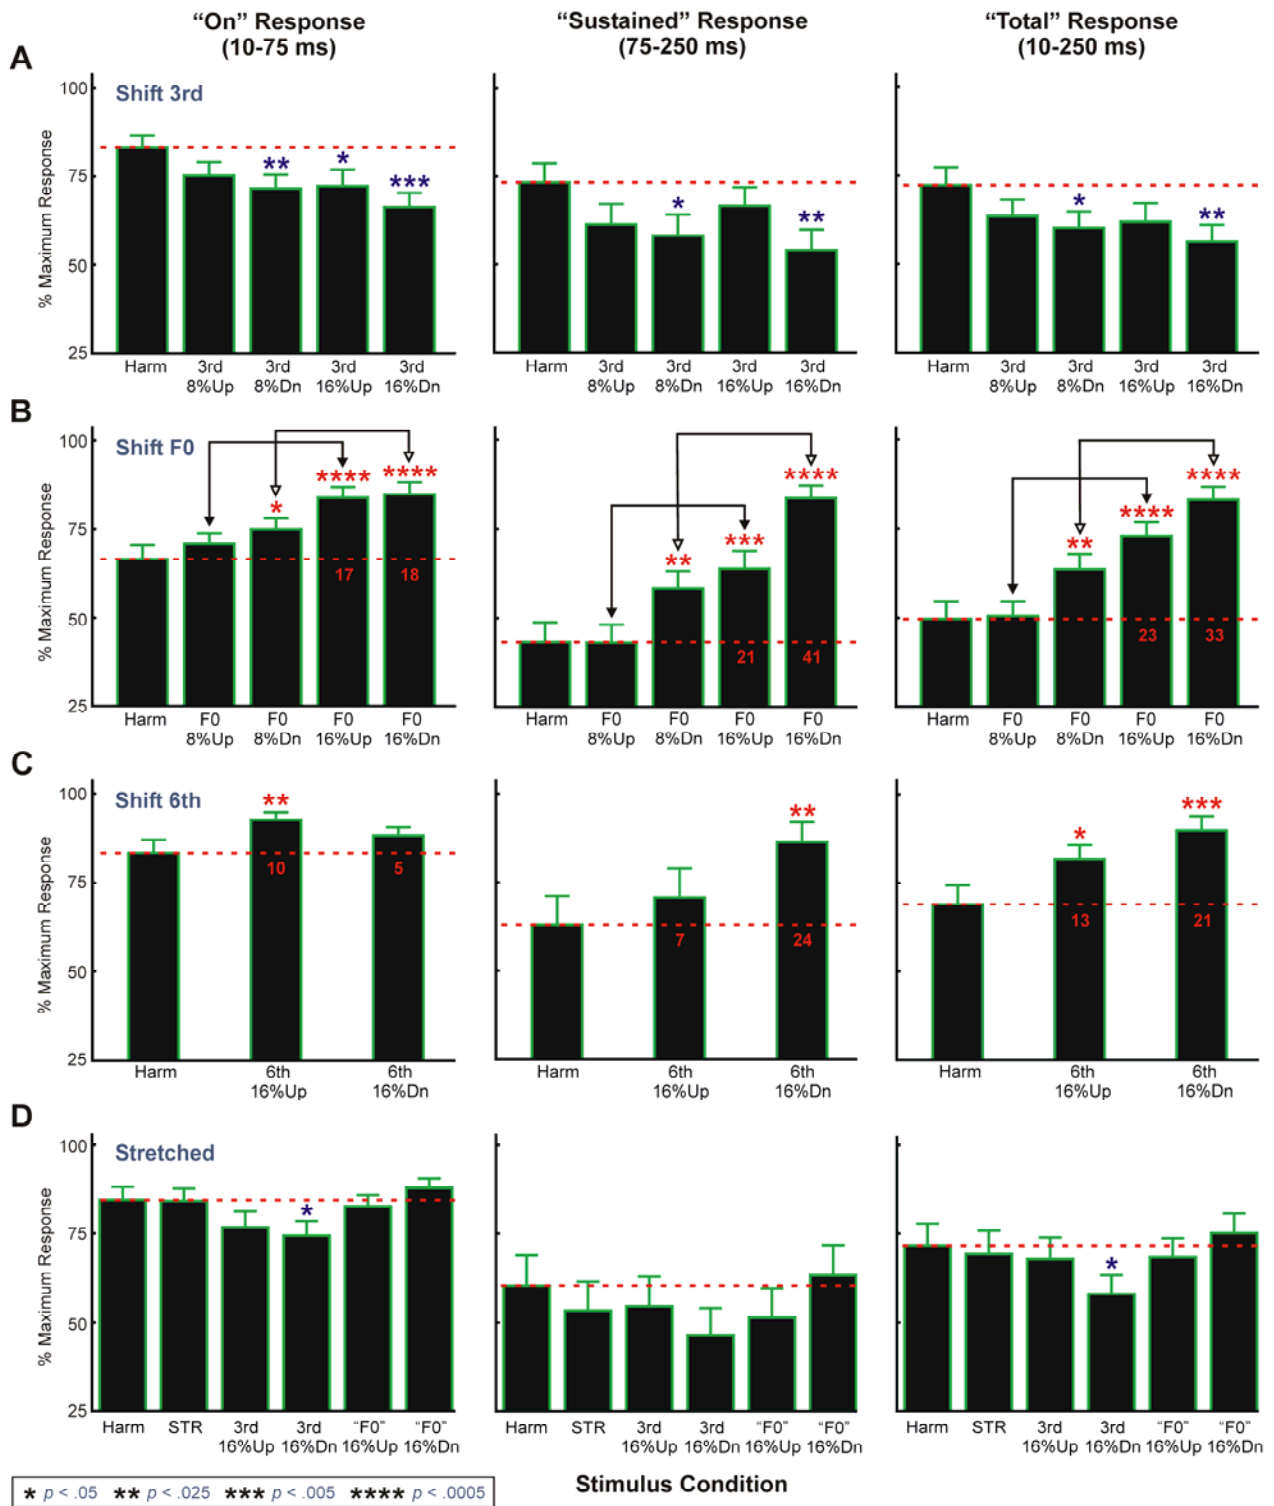 “On” Response
(10-75 ms)
“Sustained” Response
(75-250 ms)
“Total” Response
(10-250 ms)
A
Shift 3rd
% Maximum Response
100
75
50
25
** * ***
* **
* **
Harm 3rd 3rd 3rd 3rd
8%Up 8%Dn 16%Up 16%Dn
Harm 3rd 3rd 3rd 3rd
8%Up 8%Dn 16%Up 16%Dn
Harm 3rd 3rd 3rd 3rd
8%Up 8%Dn 16%Up 16%Dn
B
Shift F0
% Maximum Response
100
75
50
25
* **** ****
17 18
** *** ****
21 41
** **** ****
23 33
Harm F0 F0 F0 F0
8%Up 8%Dn 16%Up 16%Dn
Harm F0 F0 F0 F0
8%Up 8%Dn 16%Up 16%Dn
Harm F0 F0 F0 F0
8%Up 8%Dn 16%Up 16%Dn
C
Shift 6th
% Maximum Response
100
75
50
25
**
10 5
**
7 24
* ***
13 21
Harm 6th 6th
16%Up 16%Dn
Harm 6th 6th
16%Up 16%Dn
Harm 6th 6th
16%Up 16%Dn
D
Stretched
% Maximum Response
100
75
50
25
*
*
Harm STR 3rd 3rd “F0” “F0”
16%Up 16%Dn 16%Up 16%Dn
Harm STR 3rd 3rd “F0” “F0”
16%Up 16%Dn 16%Up 16%Dn
Harm STR 3rd 3rd “F0” “F0”
16%Up 16%Dn 16%Up 16%Dn
* p < .05 ** p < .025 *** p < .005 **** p < .0005
Stimulus Condition